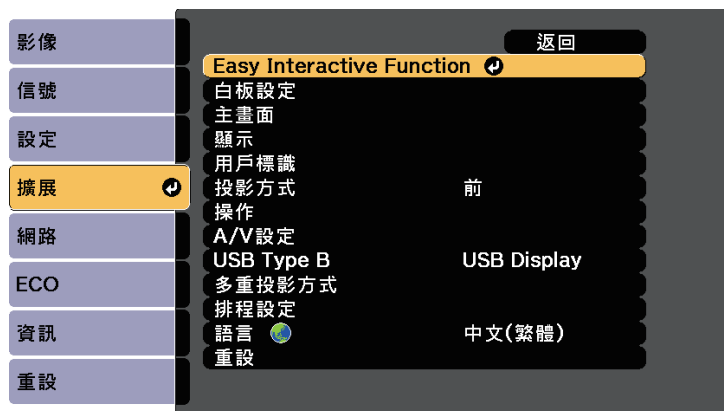 影像
信號
設定
擴展
網路
ECO
資訊
重設
返回
Easy Interactive Function
白板設定
主畫面
顯示
用戶標識
投影方式 前
操作
A/V設定
USB Type B USB Display
多重投影方式
排程設定
語言 中文(繁體)
重設